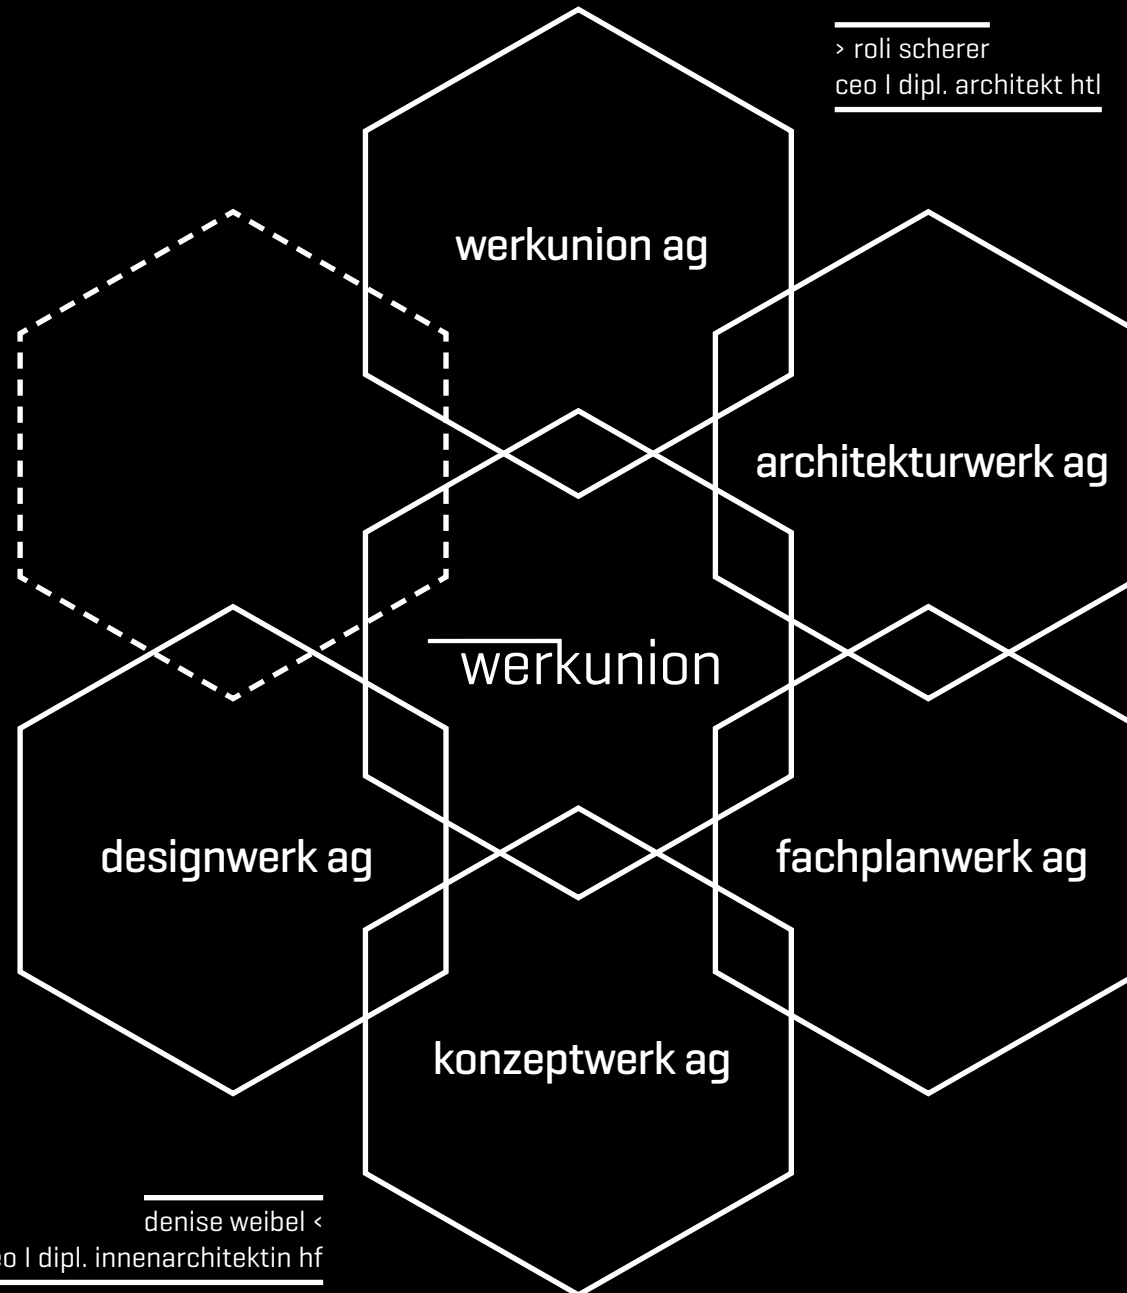 > roli scherer
ceo | dipl. architekt htl
werkunion ag
architekturwerk ag
werkunion
designwerk ag
fachplanwerk ag
konzeptwerk ag
denise weibel <
dipl. innenarchitektin hf